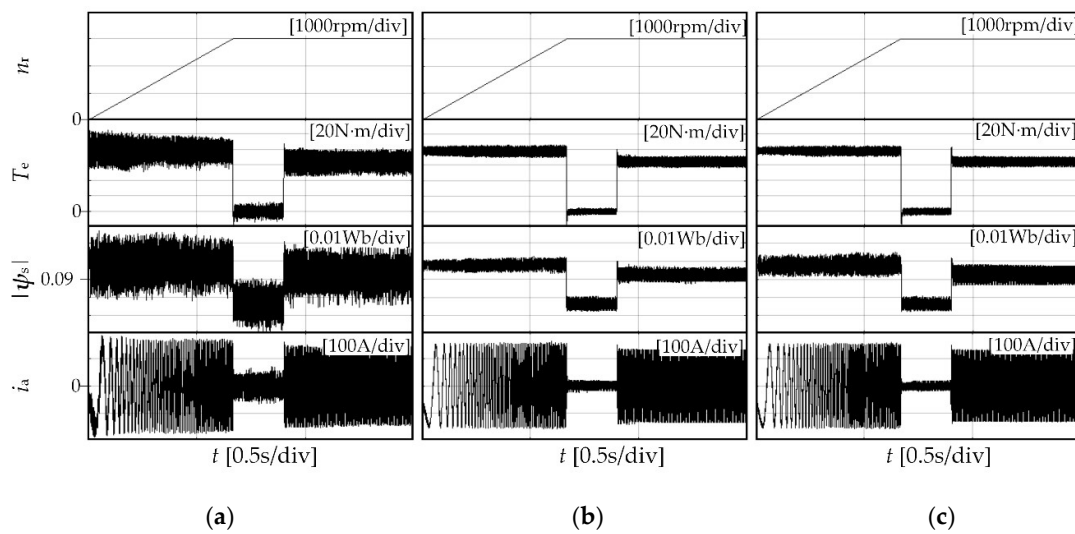 nr
[1000rpm/div]
[1000rpm/div]
[1000rpm/div]
Te
[20N·m/div]
[20N·m/div]
[20N·m/div]
0
|ψs|
[0.01Wb/div]
[0.01Wb/div]
[0.01Wb/div]
0.09
ia
[100A/div]
[100A/div]
[100A/div]
0
t [0.5s/div]
t [0.5s/div]
t [0.5s/div]
(a)
(b)
(c)